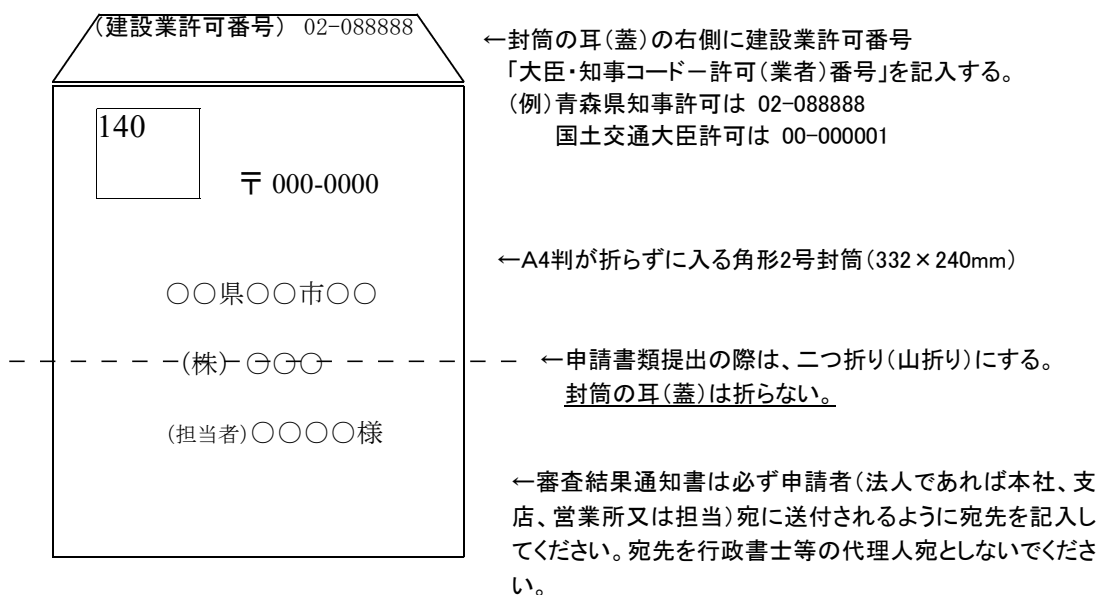 (建設業許可番号) 02-088888
←封筒の耳(蓋)の右側に建設業許可番号
「大臣・知事コード－許可(業者)番号」を記入する。
(例)青森県知事許可は 02-088888
国土交通大臣許可は 00-000001
140
〒 000-0000
←A4判が折らずに入る角形2号封筒(332×240mm)
○○県○○市○○
(株) ○○○
←申請書類提出の際は、二つ折り(山折り)にする。
封筒の耳(蓋)は折らない。
(担当者)○○○○様
←審査結果通知書は必ず申請者(法人であれば本社、支
店、営業所又は担当)宛に送付されるように宛先を記入し
てください。宛先を行政書士等の代理人宛としないでくださ
い。